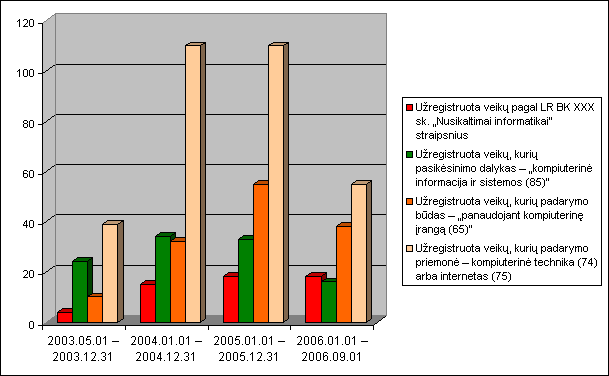 120
100
80
60
40
20
0
2003.05.01 –
2003.12.31
2004.01.01 –
2004.12.31
2005.01.01 –
2005.12.31
2006.01.01 –
2006.09.01
Užregistruota veikų pagal LR BK XXX
sk. „Nusikaltimai informatikai"
straipsnius
Užregistruota veikų, kurių
pasikėsinimo dalykas – „kompiuterinė
informacija ir sistemos (85)"
Užregistruota veikų, kurių padarymo
būdas – „panaudojant kompiuterinę
įrangą (65)"
Užregistruota veikų, kurių padarymo
priemonė – kompiuterinė technika (74)
arba internetas (75)